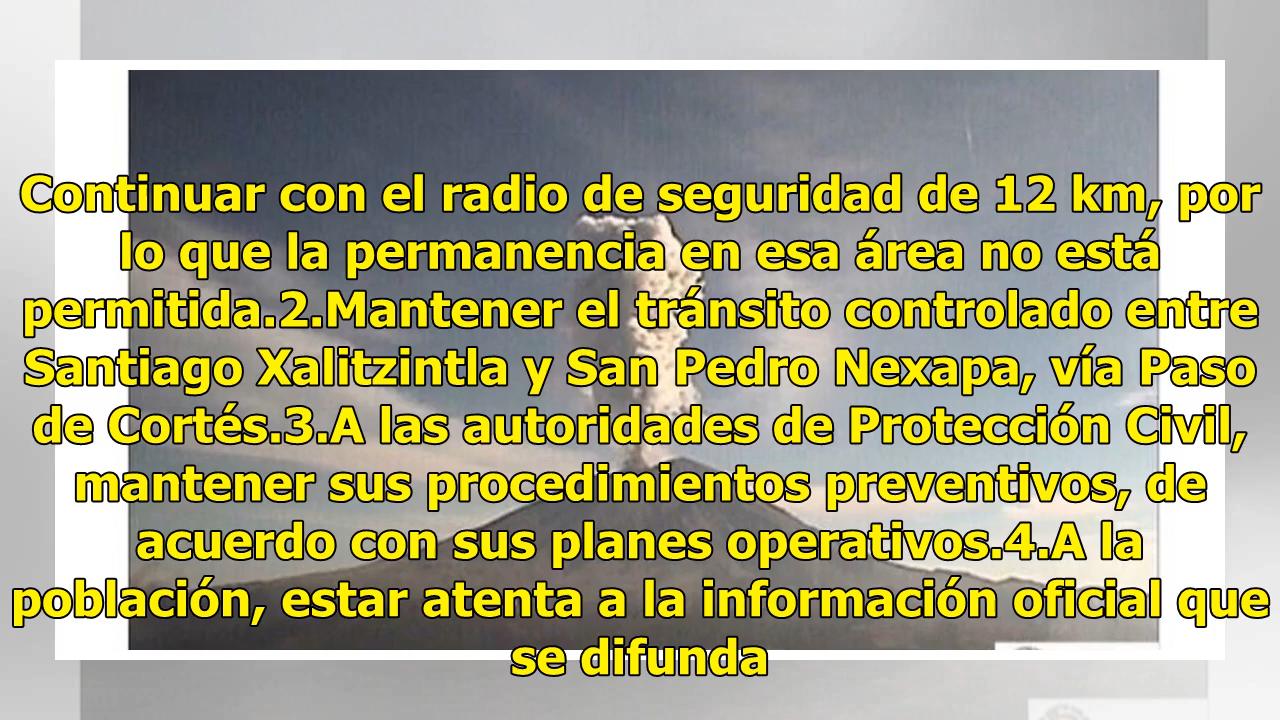 Continuar con el radio de seguridad de 12 km, por
lo que la permanencia en esa área no está
permitida.2.Mantener el tránsito controlado entre
Santiago Xalitzintla y San Pedro Nexapa, vía Paso
de Cortés.3.A las autoridades de Protección Civil,
mantener sus procedimientos preventivos, de
acuerdo con sus planes operativos.4.A la
población, estar atenta a la información oficial que
se difunda